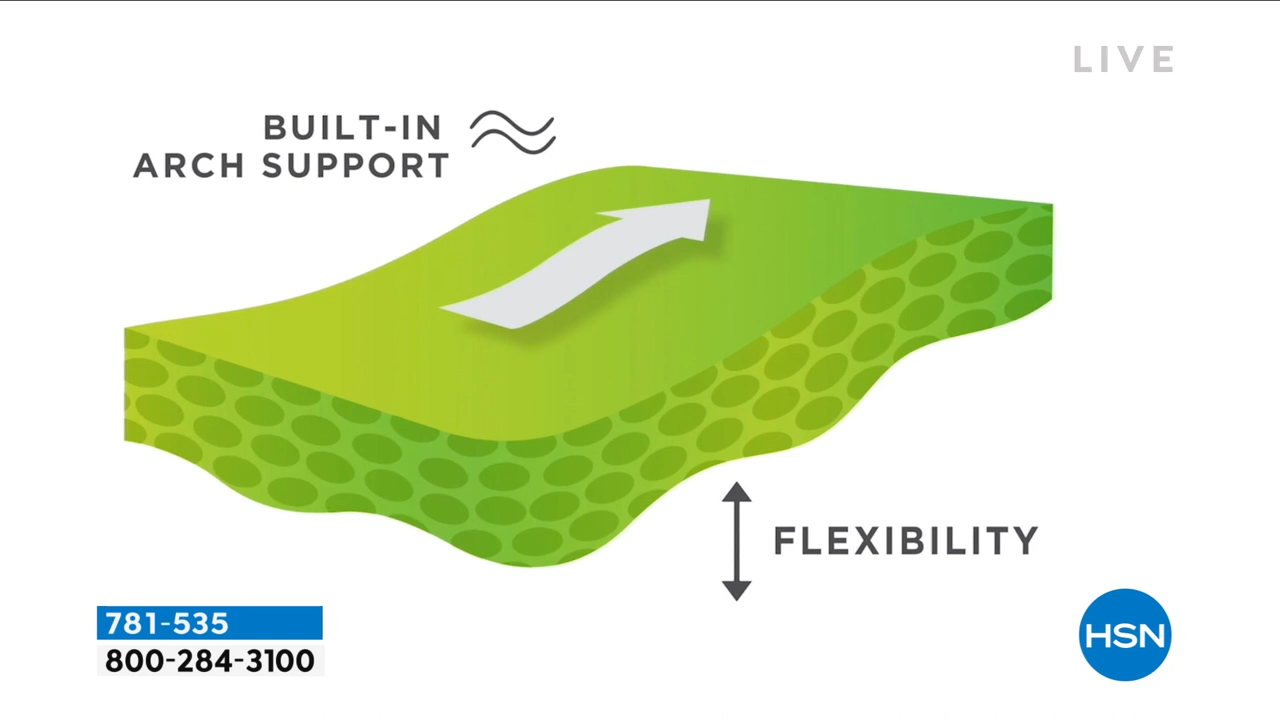 LIVE
BUILT-IN
ARCH SUPPORT
FLEXIBILITY
781-535
800-284-3100
HSN